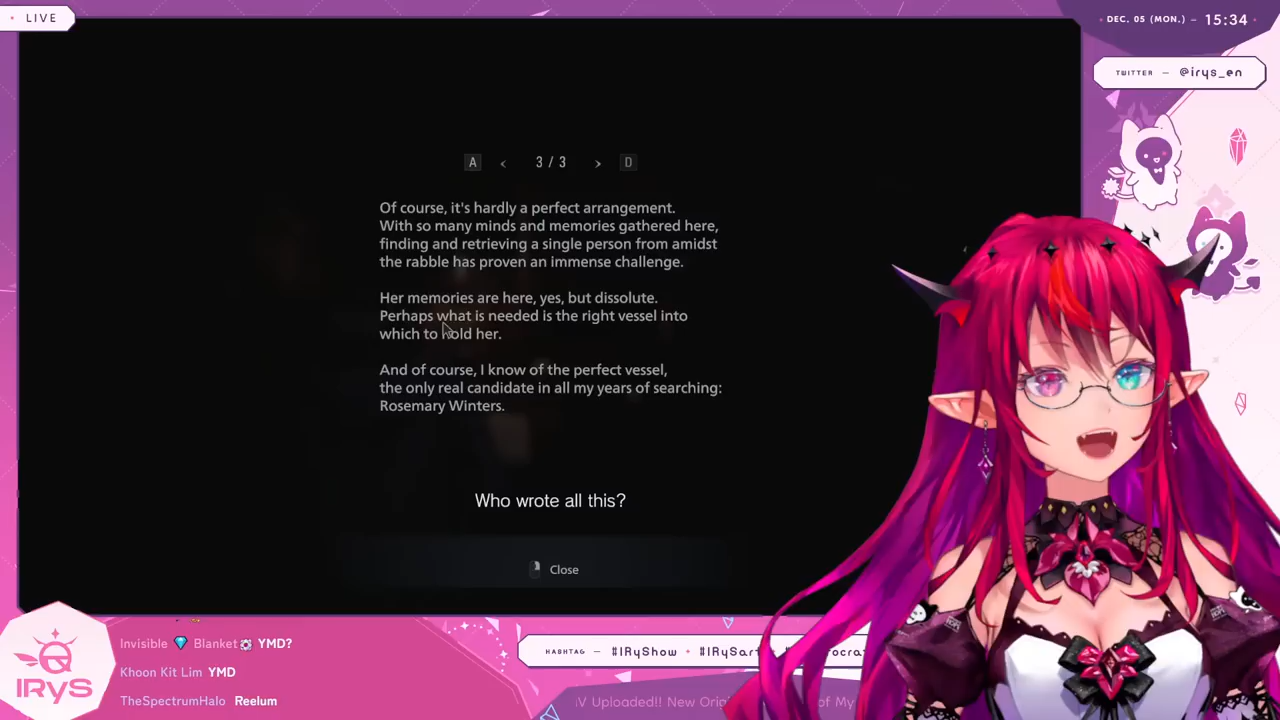 LIVE
DEC. 05 (MON.) – 15:34
TWITTER – @irys_en
A < 3 / 3 > D
Of course, it's hardly a perfect arrangement.
With so many minds and memories gathered here,
finding and retrieving a single person from amidst
the rabble has proven an immense challenge.
Her memories are here, yes, but dissolute.
Perhaps what is needed is the right vessel into
which to hold her.
And of course, I know of the perfect vessel,
the only real candidate in all my years of searching:
Rosemary Winters.
Who wrote all this?
Close
Invisible 💎 Blanket YMD?
Khoon Kit Lim YMD
TheSpectrumHalo Reelum
IRyS
HASHTAG – #IRyShow • #IRySar
V Uploaded!! New Orig of My